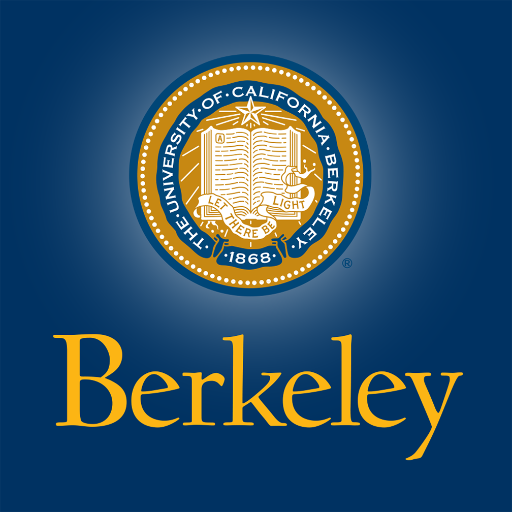 THE·UNIVERSITY·OF·CALIFORNIA·BERKELEY
A
LET THERE BE LIGHT
·1868·
®
Berkeley